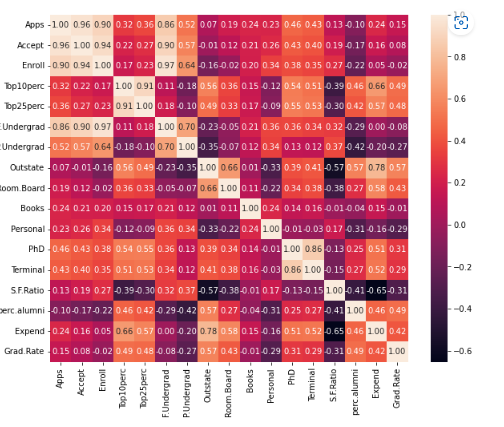 Apps 1.00 0.96 0.90 0.32 0.36 0.86 0.52 0.07 0.19 0.24 0.23 0.46 0.43 0.13 -0.10 0.24 0.15
Accept 0.96 1.00 0.94 0.22 0.27 0.90 0.57 -0.01 0.12 0.21 0.26 0.43 0.40 0.19 -0.17 0.16 0.08
Enroll 0.90 0.94 1.00 0.17 0.23 0.97 0.64 -0.16 -0.02 0.20 0.34 0.38 0.35 0.27 -0.22 0.05 -0.02
Top10perc 0.32 0.22 0.17 1.00 0.91 0.11 -0.18 0.56 0.36 0.15 -0.12 0.54 0.51 -0.39 0.46 0.66 0.49
Top25perc 0.36 0.27 0.23 0.91 1.00 0.18 -0.10 0.49 0.33 0.17 -0.09 0.55 0.53 -0.30 0.42 0.57 0.48
.Undergrad 0.86 0.90 0.97 0.11 0.18 1.00 0.70 -0.23 -0.05 0.21 0.36 0.36 0.34 0.32 -0.29 0.00 -0.08
.Undergrad 0.52 0.57 0.64 -0.18 -0.10 0.70 1.00 -0.35 -0.07 0.12 0.34 0.13 0.12 0.37 -0.42 -0.20 -0.27
Outstate 0.07 -0.01 -0.16 0.56 0.49 -0.23 -0.35 1.00 0.66 0.01 -0.33 0.39 0.41 -0.57 0.57 0.78 0.57
oom.Board 0.19 0.12 -0.02 0.36 0.33 -0.05 -0.07 0.66 1.00 0.11 -0.22 0.34 0.38 -0.38 0.27 0.58 0.43
Books 0.24 0.21 0.20 0.15 0.17 0.21 0.12 0.01 0.11 1.00 0.24 0.14 0.16 -0.01 -0.04 0.15 -0.01
Personal 0.23 0.26 0.34 -0.12 -0.09 0.36 0.34 -0.33 -0.22 0.24 1.00 -0.01 -0.03 0.17 -0.31 -0.16 -0.29
PhD 0.46 0.43 0.38 0.54 0.55 0.36 0.13 0.39 0.34 0.14 -0.01 1.00 0.86 -0.13 0.25 0.51 0.31
Terminal 0.43 0.40 0.35 0.51 0.53 0.34 0.12 0.41 0.38 0.16 -0.03 0.86 1.00 -0.15 0.27 0.52 0.29
S.F.Ratio 0.13 0.19 0.27 -0.39 -0.30 0.32 0.37 -0.57 -0.38 -0.01 0.17 -0.13 -0.15 1.00 -0.41 -0.65 -0.31
perc.alumni -0.10 -0.17 -0.22 0.46 0.42 -0.29 -0.42 0.57 0.27 -0.04 -0.31 0.25 0.27 -0.41 1.00 0.46 0.49
Expend 0.24 0.16 0.05 0.66 0.57 0.00 -0.20 0.78 0.58 0.15 -0.16 0.51 0.52 -0.65 0.46 1.00 0.42
Grad.Rate 0.15 0.08 -0.02 0.49 0.48 -0.08 -0.27 0.57 0.43 -0.01 -0.29 0.31 0.29 -0.31 0.49 0.42 1.00
Apps Accept Enroll Top10perc Top25perc F.Undergrad P.Undergrad Outstate Room.Board Books Personal PhD Terminal S.F.Ratio perc.alumni Expend Grad.Rate
0.8
0.6
0.4
0.2
0.0
−0.2
−0.4
−0.6